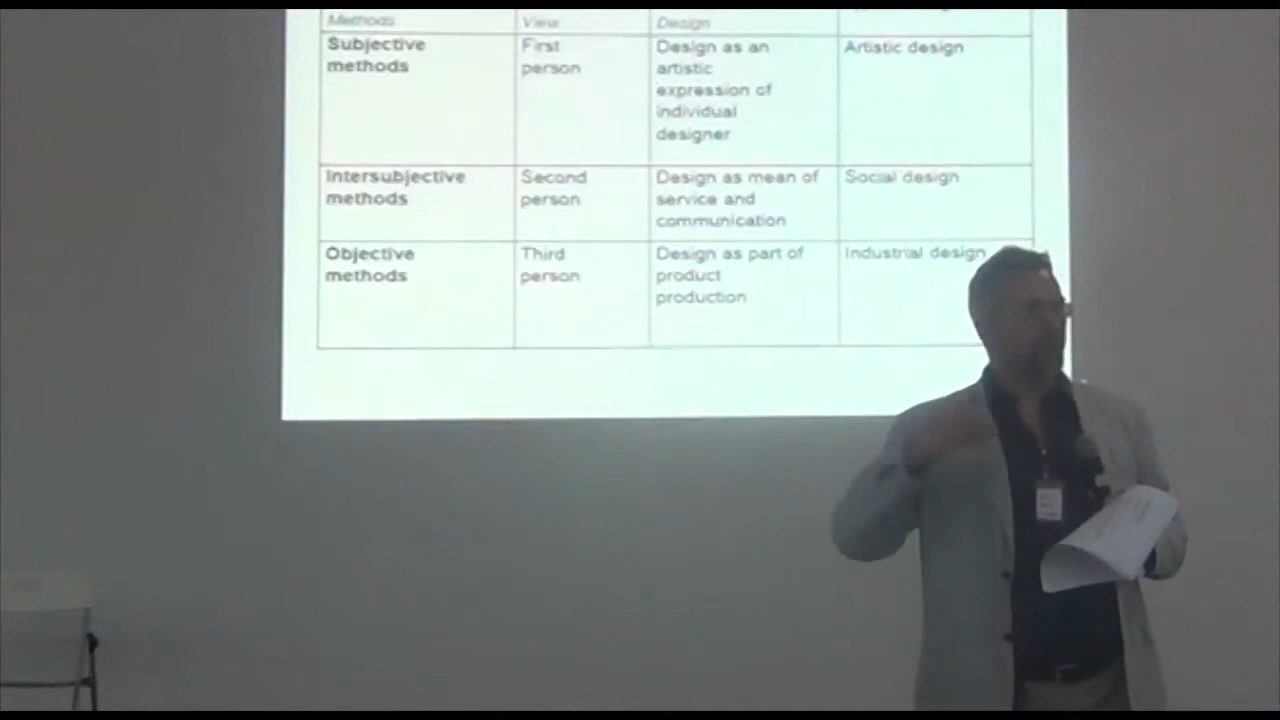 Methods View Design
Subjective First Design as an Artistic design
methods person artistic
expression of
individual
designer
Intersubjective Second Design as mean of Social design
methods person service and
communication
Objective Third Design as part of Industrial design
methods person product
production